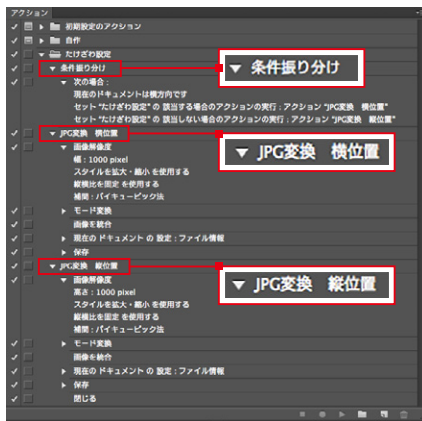 アクション
初期設定のアクション
自作
たけざわ設定
条件振り分け
条件振り分け
次の場合:
現在のドキュメントは横方向です
セット "たけざわ設定" の 該当する場合のアクションの実行 : アクション "JPG変換　横位置"
セット "たけざわ設定" の 該当しない場合のアクションの実行 : アクション "JPG変換　縦位置"
JPG変換　横位置
JPG変換　横位置
画像解像度
幅 : 1000 pixel
スタイルを拡大・縮小 を使用する
縦横比を固定 を使用する
補間 : バイキュービック法
モード変換
画像を統合
現在の ドキュメント の 設定 : ファイル情報
保存
JPG変換　縦位置
JPG変換　縦位置
画像解像度
高さ : 1000 pixel
スタイルを拡大・縮小 を使用する
縦横比を固定 を使用する
補間 : バイキュービック法
モード変換
画像を統合
現在の ドキュメント の 設定 : ファイル情報
保存
閉じる